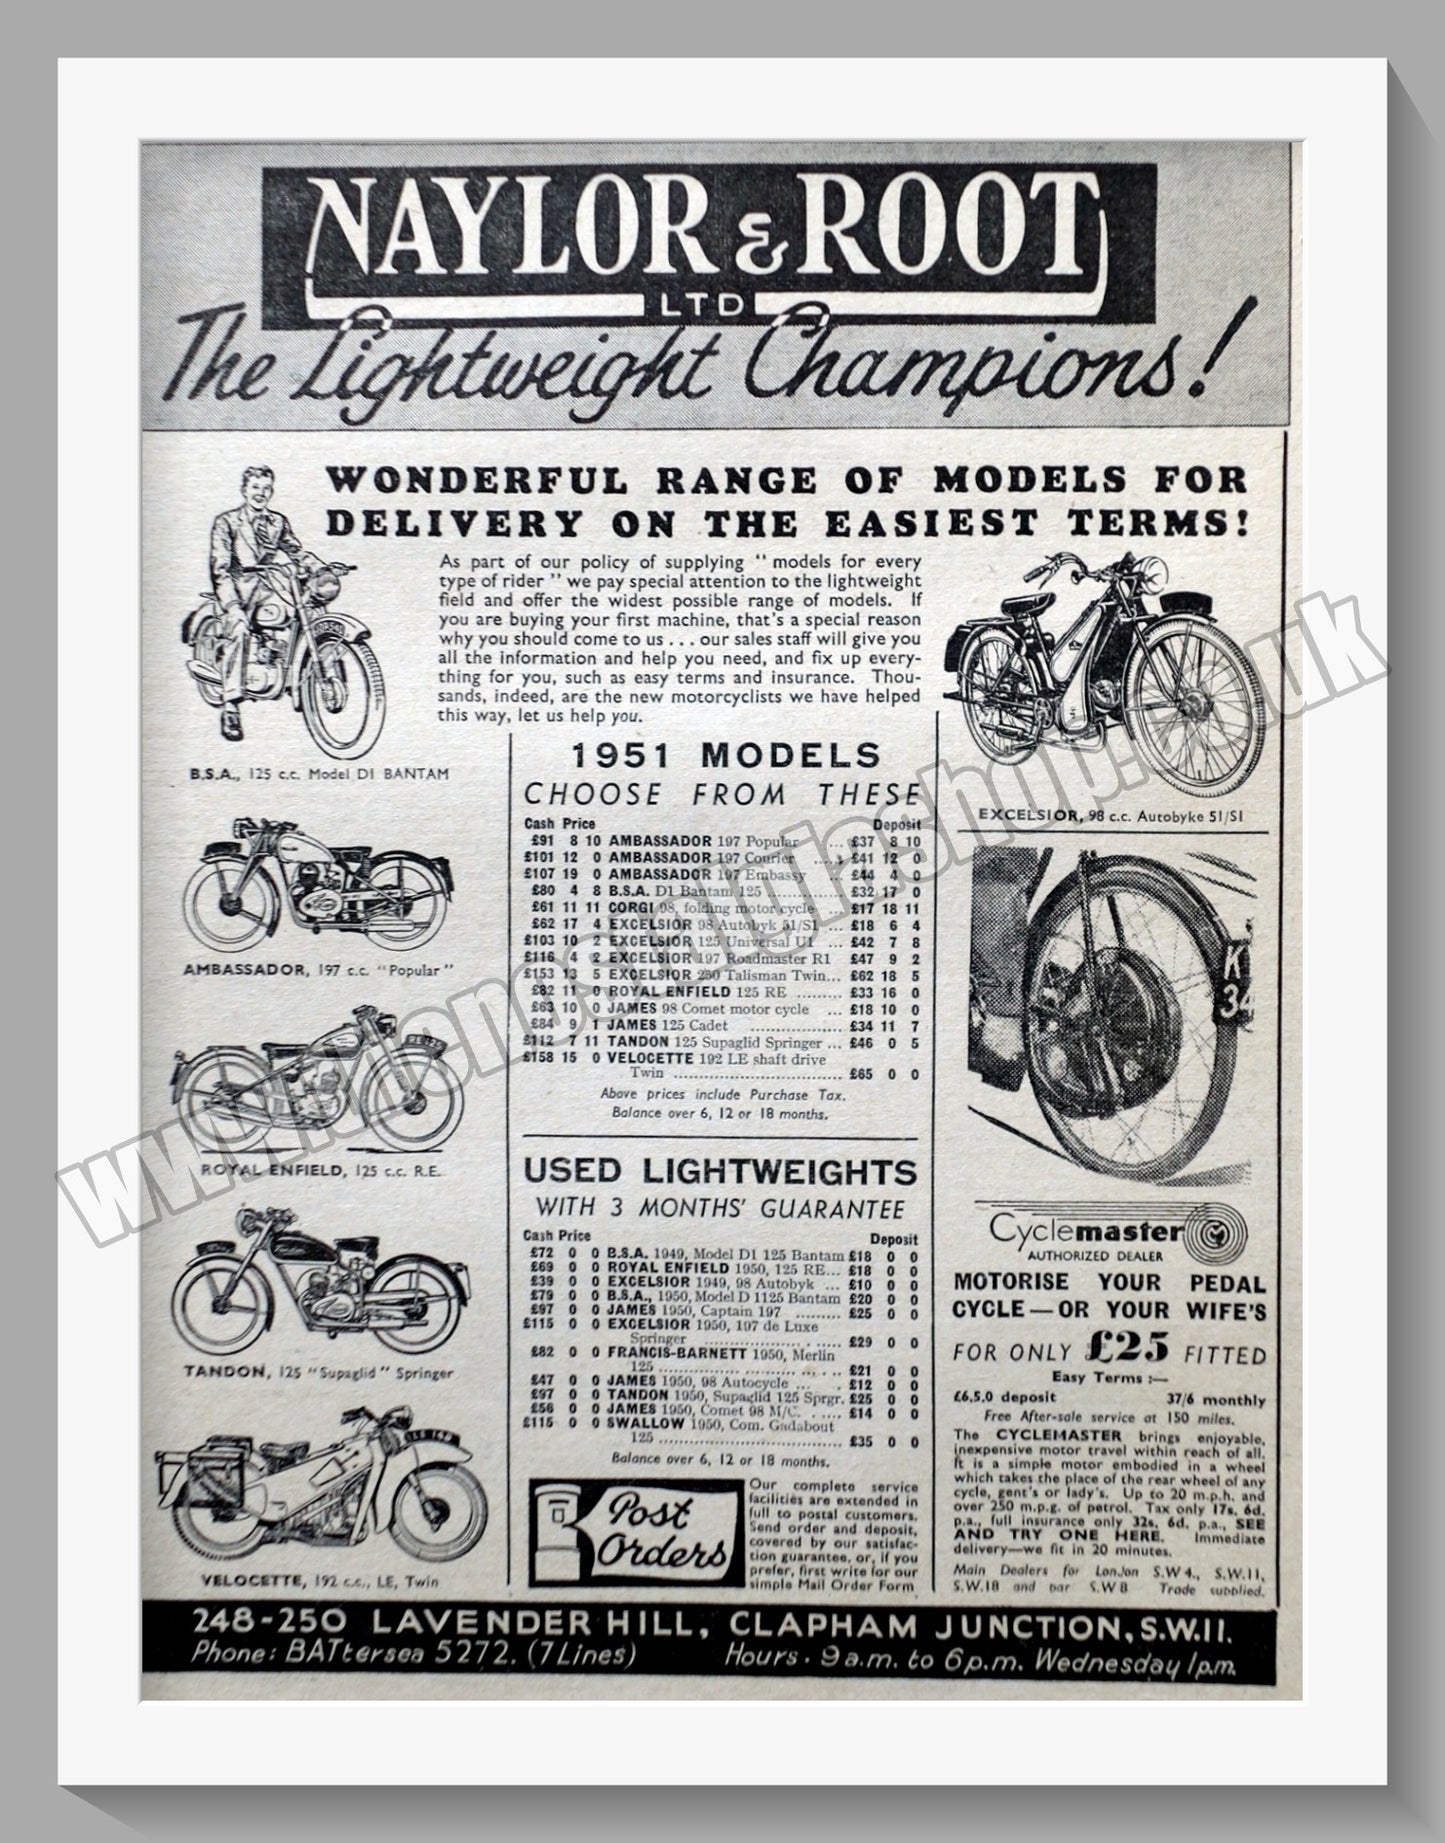 NAYLOR & ROOT
LTD
The Lightweight Champions!
WONDERFUL RANGE OF MODELS FOR
DELIVERY ON THE EASIEST TERMS!
As part of our policy of supplying " models for every
type of rider " we pay special attention to the lightweight
field and offer the widest possible range of models. If
you are buying your first machine, that's a special reason
why you should come to us . . . our sales staff will give you
all the information and help you need, and fix up every-
thing for you, such as easy terms and insurance. Thou-
sands, indeed, are the new motorcyclists we have helped
this way, let us help you.
B.S.A., 125 c.c. Model D1 BANTAM
AMBASSADOR, 197 c.c. "Popular"
ROYAL ENFIELD, 125 c.c. R.E.
TANDON, 125 "Supaglid" Springer
VELOCETTE, 192 c.c., LE, Twin
1951 MODELS
CHOOSE FROM THESE
Cash Price Deposit
£91 8 10 AMBASSADOR 197 Popular ... £37 8 10
£101 12 0 AMBASSADOR 197 Courier .... £41 12 0
£107 19 0 AMBASSADOR 197 Embassy ... £44 4 0
£80 4 8 B.S.A. D1 Bantam 125 ............... £32 17 0
£61 11 11 CORGI 98, folding motor cycle ... £17 18 11
£62 17 4 EXCELSIOR 98 Autobyk 51/S1 ... £18 6 4
£103 10 2 EXCELSIOR 125 Universal U1 ... £42 7 8
£116 4 2 EXCELSIOR 197 Roadmaster R1 £47 9 2
£153 13 5 EXCELSIOR 250 Talisman Twin... £62 18 5
£82 11 0 ROYAL ENFIELD 125 RE ......... £33 16 0
£63 10 0 JAMES 98 Comet motor cycle ... £18 10 0
£84 9 1 JAMES 125 Cadet .................. £34 11 7
£112 7 11 TANDON 125 Supaglid Springer ... £46 0 5
£158 15 0 VELOCETTE 192 LE shaft drive
Twin ................................. £65 0 0
Above prices include Purchase Tax.
Balance over 6, 12 or 18 months.
USED LIGHTWEIGHTS
WITH 3 MONTHS' GUARANTEE
Cash Price Deposit
£72 0 0 B.S.A. 1949, Model D1 125 Bantam £18 0 0
£69 0 0 ROYAL ENFIELD 1950, 125 RE... £18 0 0
£39 0 0 EXCELSIOR 1949, 98 Autobyk ... £10 0 0
£79 0 0 B.S.A., 1950, Model D 1125 Bantam £20 0 0
£97 0 0 JAMES 1950, Captain 197 ......... £25 0 0
£115 0 0 EXCELSIOR 1950, 197 de Luxe
Springer ........................... £29 0 0
£82 0 0 FRANCIS-BARNETT 1950, Merlin
125 .................................... £21 0 0
£47 0 0 JAMES 1950, 98 Autocycle ... £12 0 0
£97 0 0 TANDON 1950, Supaglid 125 Sprgr. £25 0 0
£56 0 0 JAMES 1950, Comet 98 M/C. ..... £14 0 0
£115 0 0 SWALLOW 1950, Com. Gadabout
125 .................................... £35 0 0
Balance over 6, 12 or 18 months.
Post
Orders
Our complete service
facilities are extended in
full to postal customers.
Send order and deposit,
covered by our satisfac-
tion guarantee, or, if you
prefer, first write for our
simple Mail Order Form
EXCELSIOR, 98 c.c. Autobyke 51/S1
K
34
Cyclemaster
AUTHORIZED DEALER
MOTORISE YOUR PEDAL
CYCLE—OR YOUR WIFE'S
FOR ONLY £25 FITTED
Easy Terms :—
£6.5.0 deposit 37/6 monthly
Free After-sale service at 150 miles.
The CYCLEMASTER brings enjoyable,
inexpensive motor travel within reach of all.
It is a simple motor embodied in a wheel
which takes the place of the rear wheel of any
cycle, gent's or lady's. Up to 20 m.p.h. and
over 250 m.p.g. of petrol. Tax only 17s. 6d.
p.a., full insurance only 32s. 6d. p.a., SEE
AND TRY ONE HERE. Immediate
delivery—we fit in 20 minutes.
Main Dealers for London S.W 4., S.W.11,
S.W.18 and S.W 8 Trade supplied.
248-250 LAVENDER HILL, CLAPHAM JUNCTION, S.W.11.
Phone: BATtersea 5272. (7 Lines) Hours · 9 a.m. to 6 p.m. Wednesday 1 p.m.